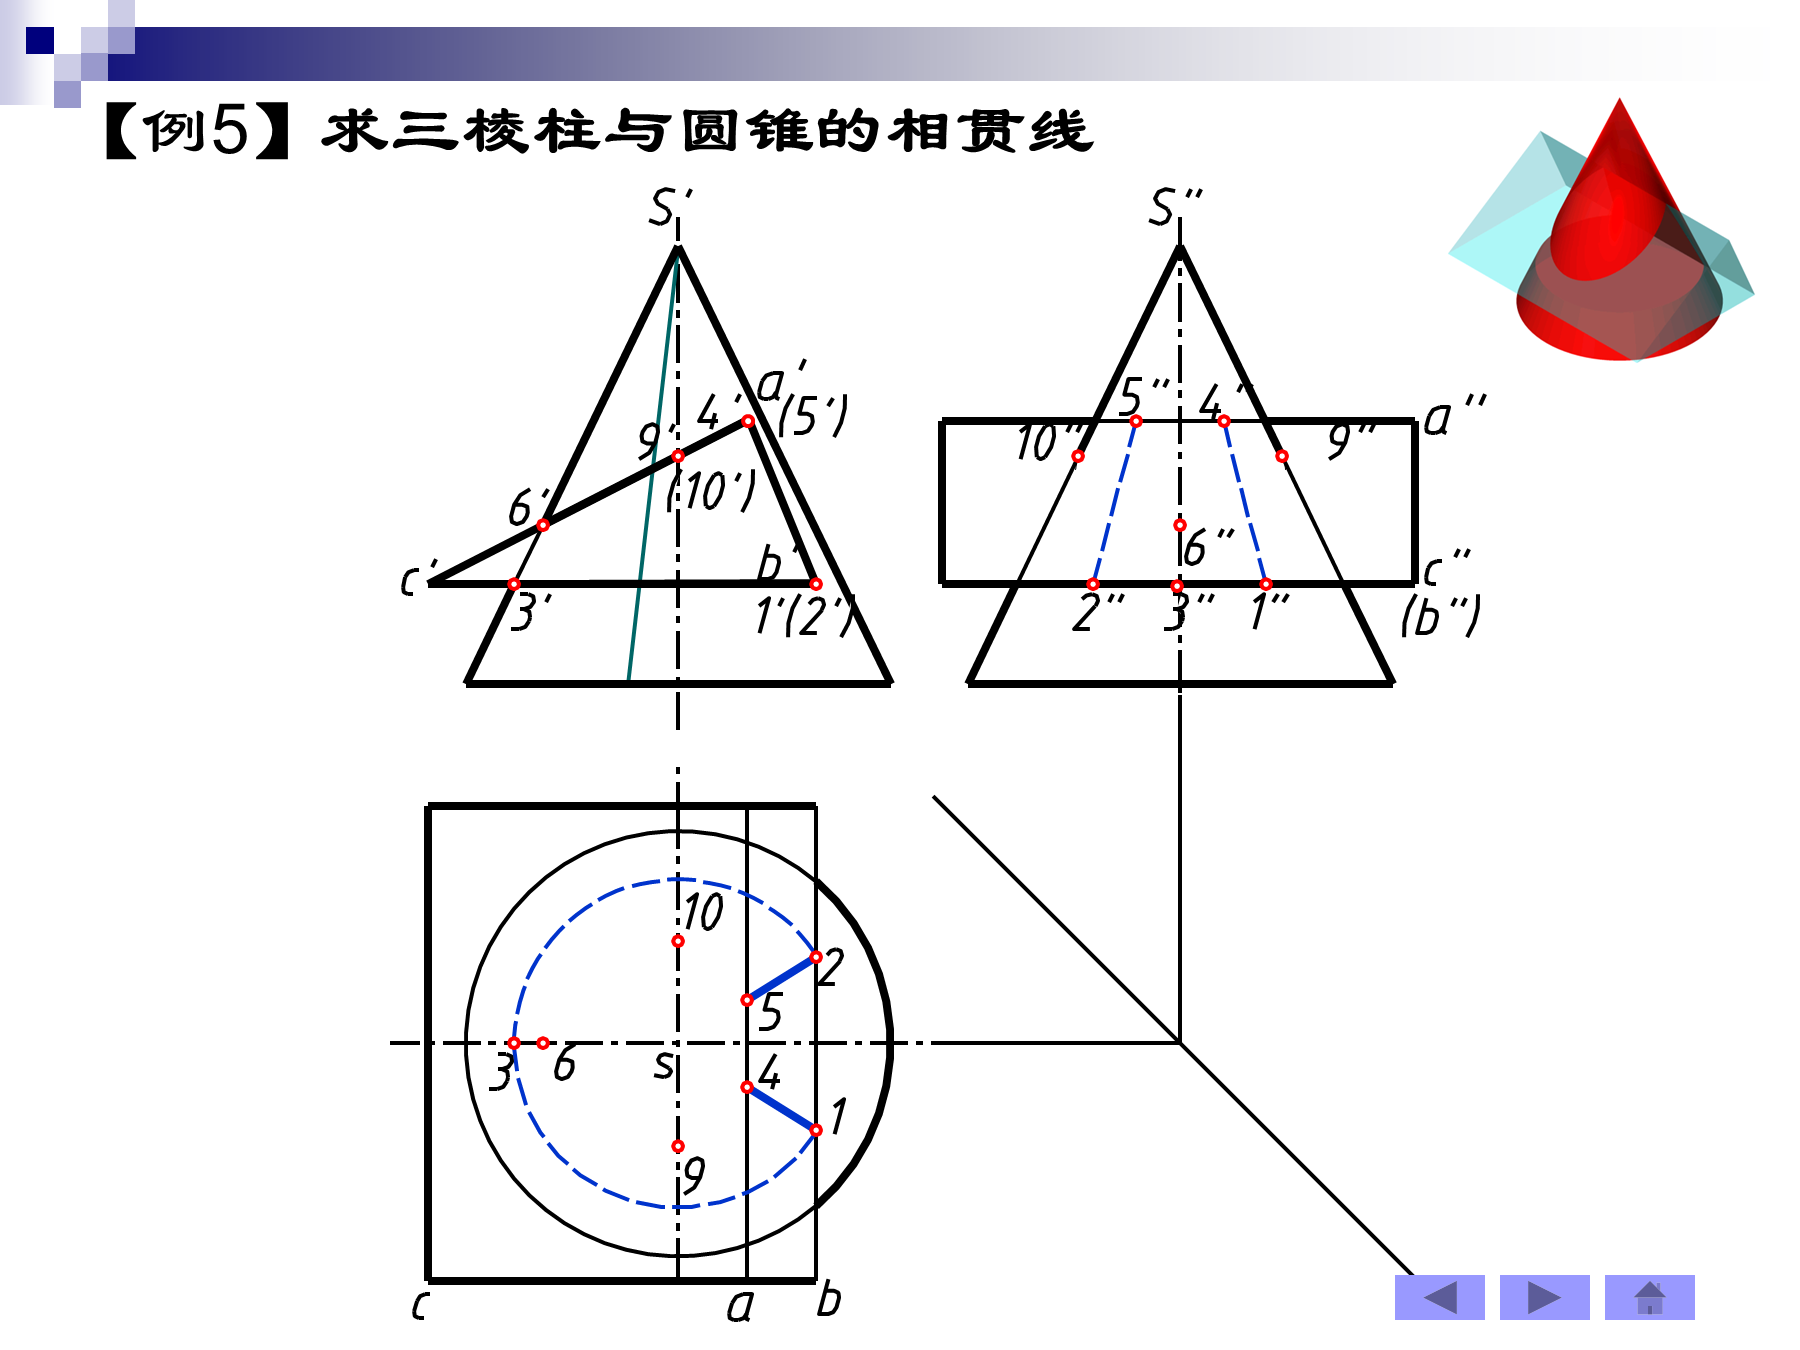 【例5】求三棱柱与圆锥的相贯线
S′ S″
a′
4′ (5′) 5″ 4″ a″
9′ 10″ 9″
(10′)
6′ 6″
b′
c′ c″
3′ 1′(2′) 2″ 3″ 1″ (b″)
10
2
5
3 6 s 4
1
9
c a b